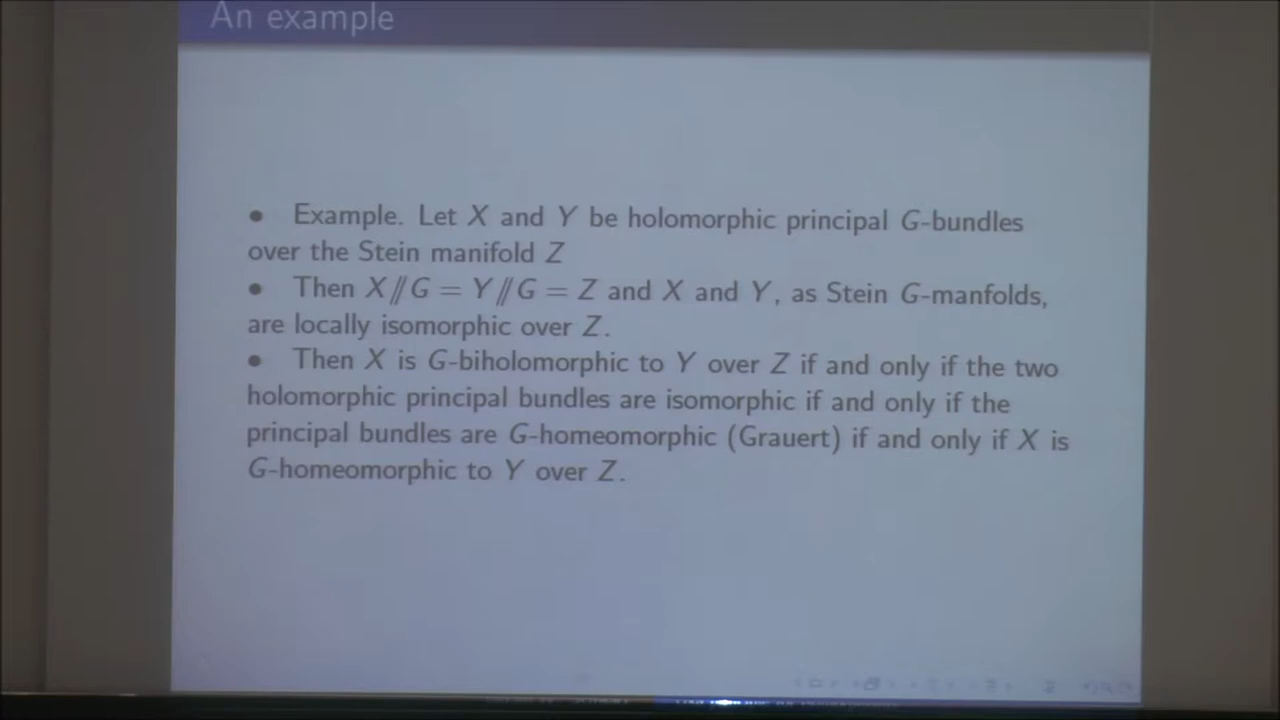 An example
• Example. Let X and Y be holomorphic principal G-bundles
over the Stein manifold Z
• Then X//G = Y//G = Z and X and Y, as Stein G-manfolds,
are locally isomorphic over Z.
• Then X is G-biholomorphic to Y over Z if and only if the two
holomorphic principal bundles are isomorphic if and only if the
principal bundles are G-homeomorphic (Grauert) if and only if X is
G-homeomorphic to Y over Z.